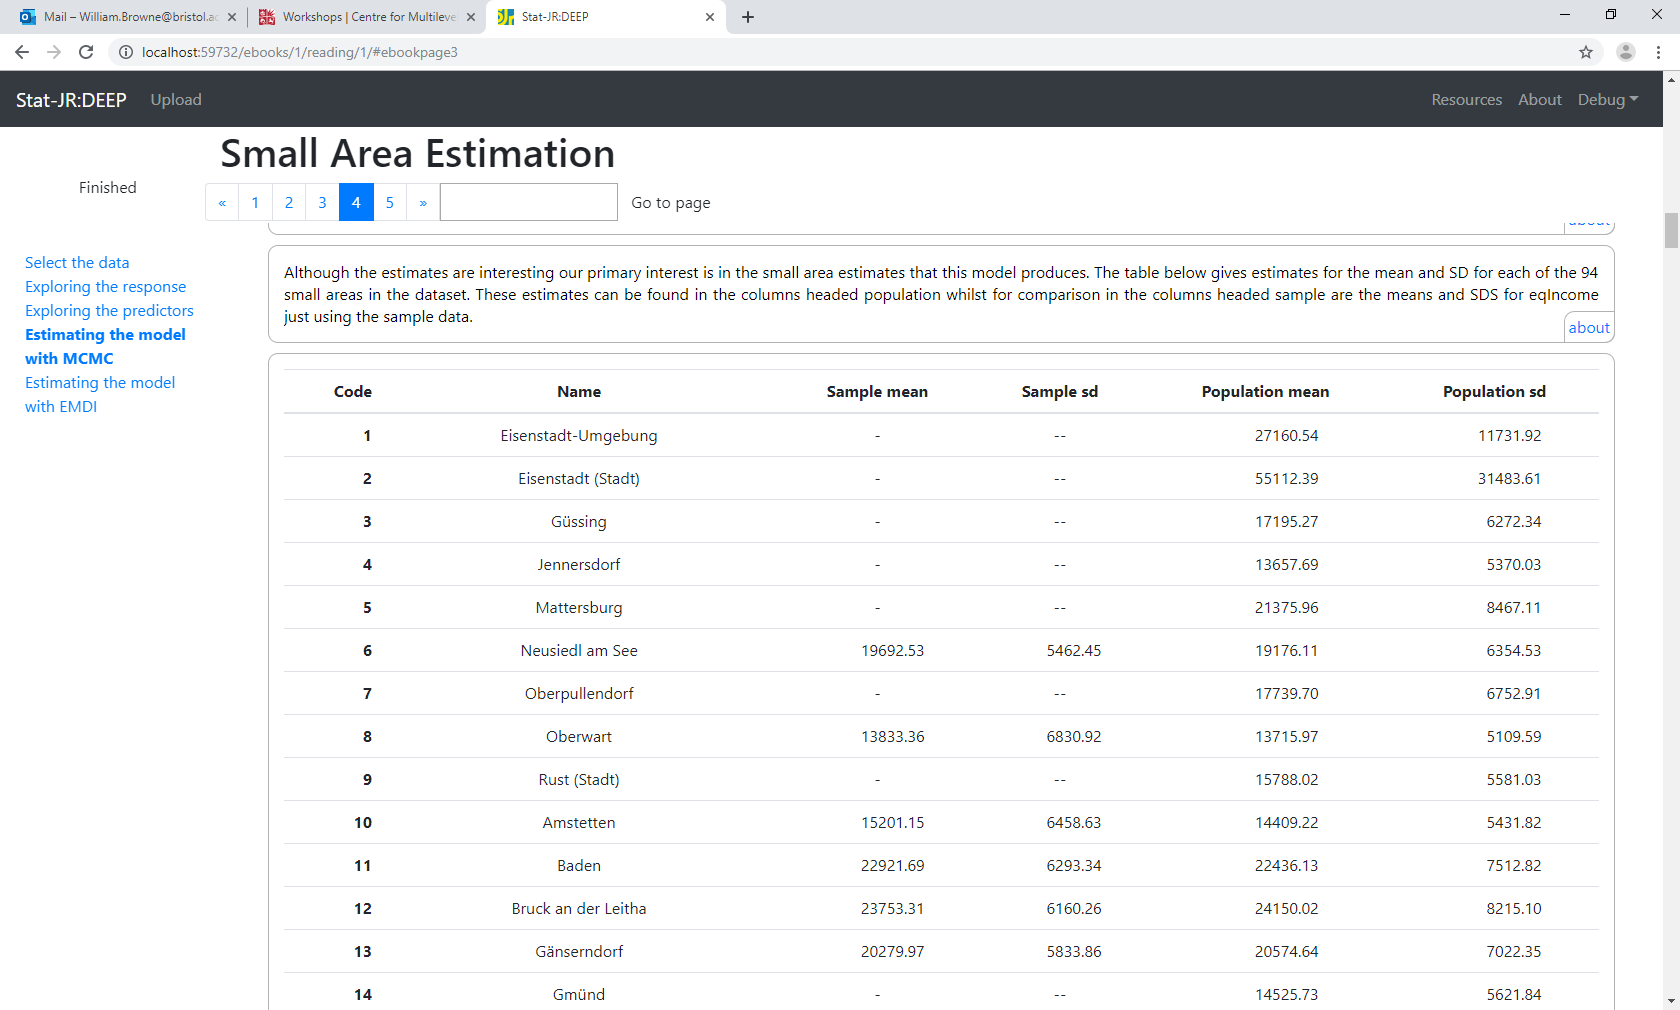 Mail – William.Browne@bristol.ac
Workshops | Centre for Multileve
Stat-JR:DEEP
localhost:59732/ebooks/1/reading/1/#ebookpage3
Stat-JR:DEEP Upload Resources About Debug
Small Area Estimation
Finished
« 1 2 3 4 5 » Go to page
about
Select the data
Exploring the response
Exploring the predictors
Estimating the model
with MCMC
Estimating the model
with EMDI
Although the estimates are interesting our primary interest is in the small area estimates that this model produces. The table below gives estimates for the mean and SD for each of the 94
small areas in the dataset. These estimates can be found in the columns headed population whilst for comparison in the columns headed sample are the means and SDS for eqIncome
just using the sample data.
about
Code Name Sample mean Sample sd Population mean Population sd
1 Eisenstadt-Umgebung - -- 27160.54 11731.92
2 Eisenstadt (Stadt) - -- 55112.39 31483.61
3 Güssing - -- 17195.27 6272.34
4 Jennersdorf - -- 13657.69 5370.03
5 Mattersburg - -- 21375.96 8467.11
6 Neusiedl am See 19692.53 5462.45 19176.11 6354.53
7 Oberpullendorf - -- 17739.70 6752.91
8 Oberwart 13833.36 6830.92 13715.97 5109.59
9 Rust (Stadt) - -- 15788.02 5581.03
10 Amstetten 15201.15 6458.63 14409.22 5431.82
11 Baden 22921.69 6293.34 22436.13 7512.82
12 Bruck an der Leitha 23753.31 6160.26 24150.02 8215.10
13 Gänserndorf 20279.97 5833.86 20574.64 7022.35
14 Gmünd - -- 14525.73 5621.84